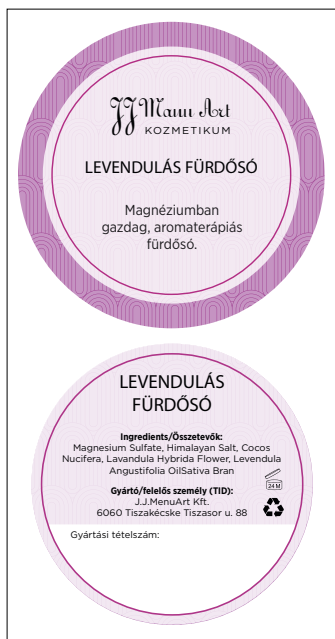 JJ Mann Art
KOZMETIKUM
LEVENDULÁS FÜRDŐSÓ
Magnéziumban
gazdag, aromaterápiás
fürdősó.
LEVENDULÁS
FÜRDŐSÓ
Ingredients/Összetevők:
Magnesium Sulfate, Himalayan Salt, Cocos
Nucifera, Lavandula Hybrida Flower, Levendula
Angustifolia OilSativa Bran
24 M
Gyártó/felelős személy (TID):
J.J.MenuArt Kft.
6060 Tiszakécske Tiszasor u. 88
Gyártási tételszám: